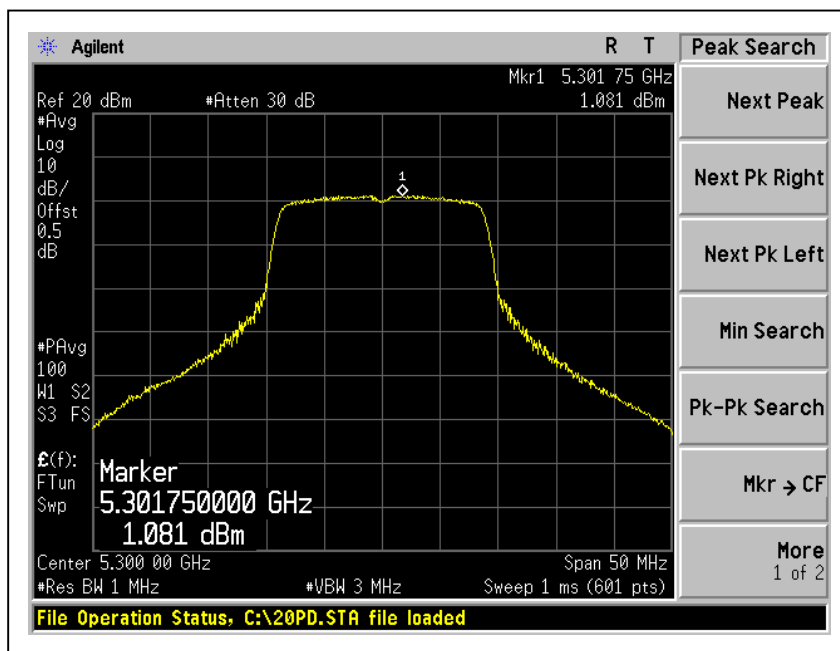 Agilent R T Peak Search
Mkr1 5.301 75 GHz
Ref 20 dBm #Atten 30 dB 1.081 dBm
#Avg
Log
10
dB/
Offst
0.5
dB
1
#PAvg
100
W1 S2
S3 FS
£(f):
FTun
Swp
Marker
5.301750000 GHz
1.081 dBm
Center 5.300 00 GHz Span 50 MHz
#Res BW 1 MHz #VBW 3 MHz Sweep 1 ms (601 pts)
File Operation Status, C:\20PD.STA file loaded
Next Peak
Next Pk Right
Next Pk Left
Min Search
Pk-Pk Search
Mkr → CF
More
1 of 2